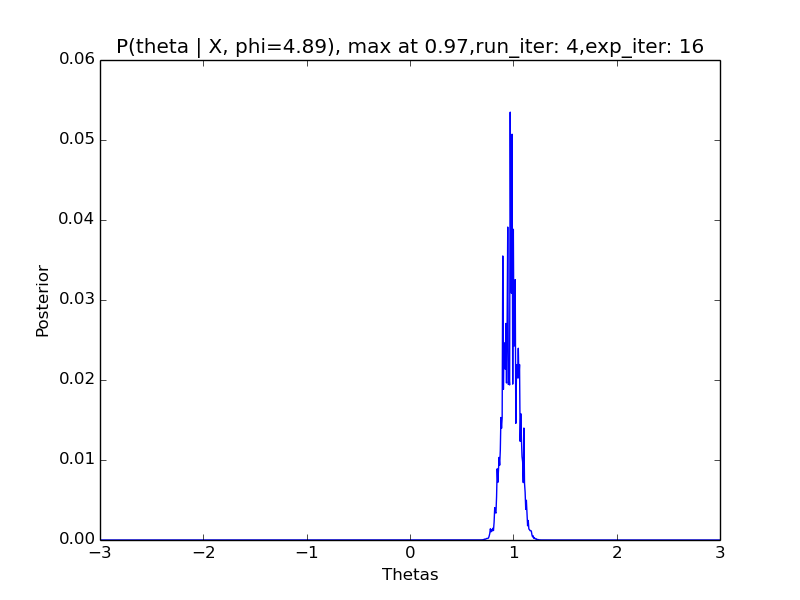 P(theta | X, phi=4.89), max at 0.97,run_iter: 4,exp_iter: 16
0.06
0.05
0.04
0.03
0.02
0.01
0.00
Posterior
−3 −2 −1 0 1 2 3
Thetas